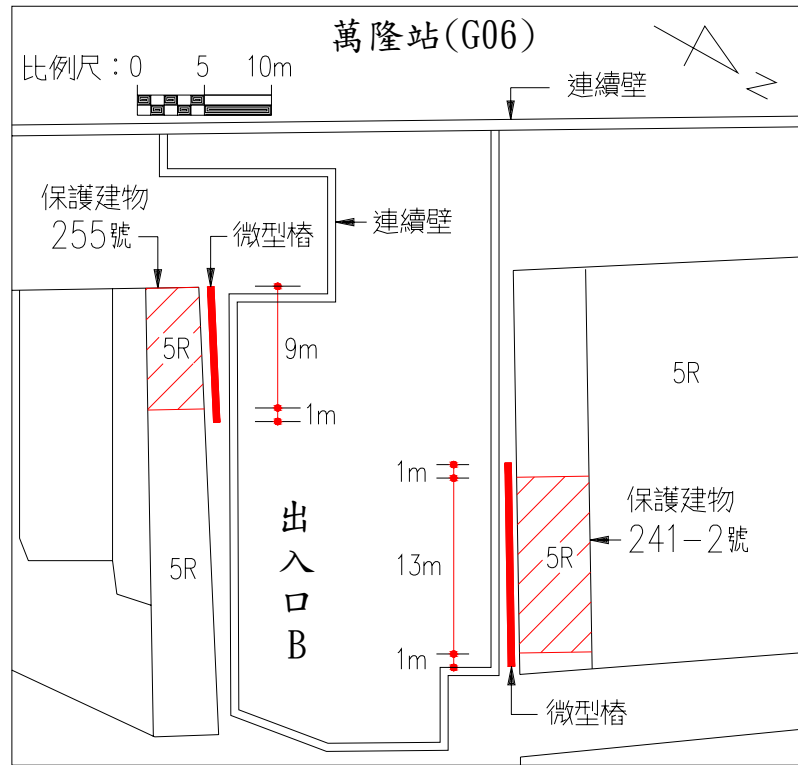 萬隆站(G06)
比例尺：0 5 10m
N
連續壁
保護建物
255號
微型樁
連續壁
5R
9m
1m
5R
1m
保護建物
241-2號
出入口B
13m
5R
5R
1m
微型樁